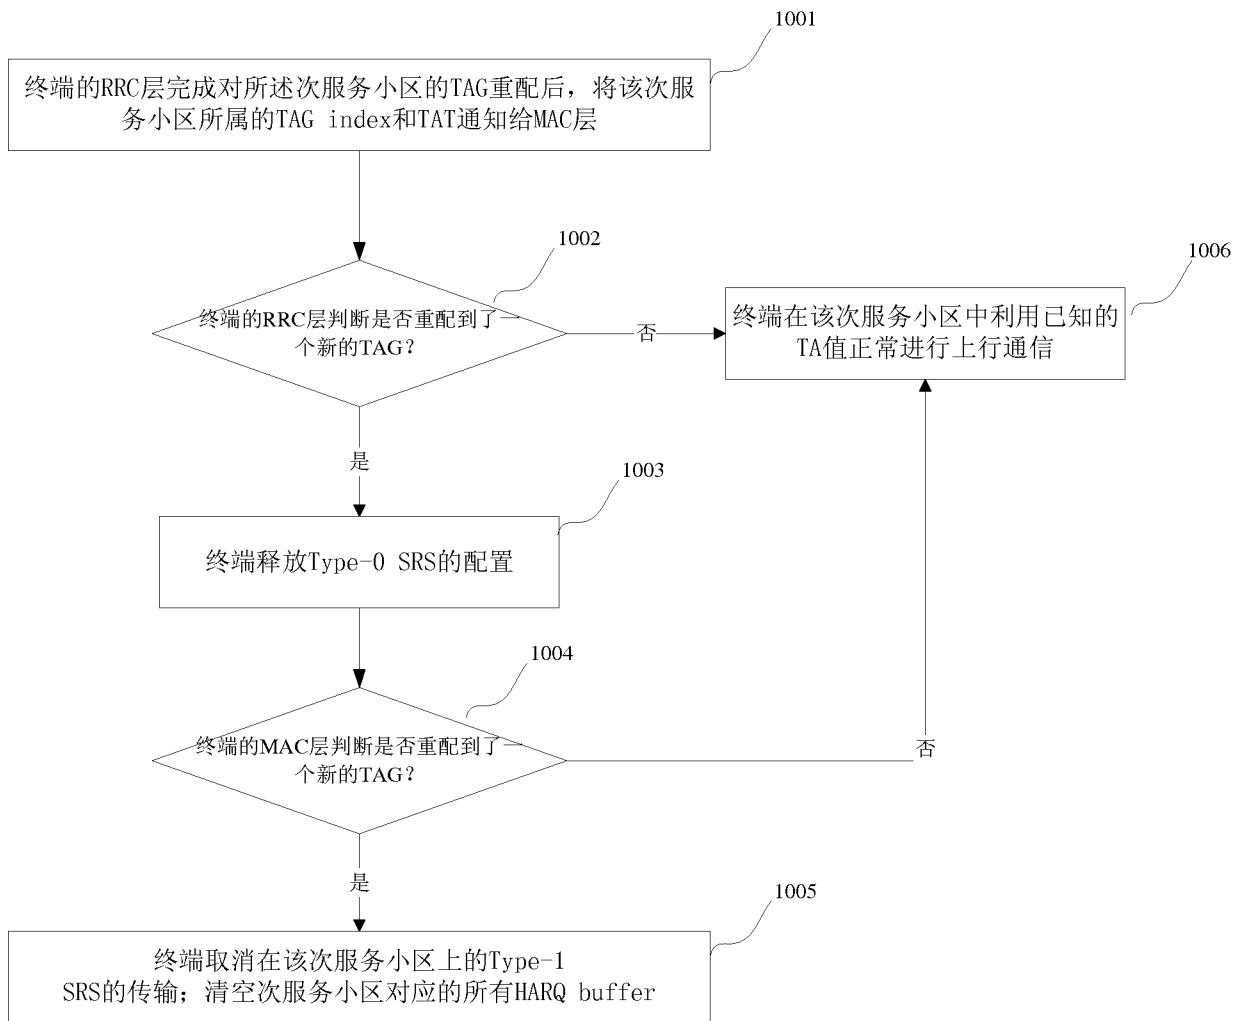 1001
终端的RRC层完成对所述次服务小区的TAG重配后，将该次服
务小区所属的TAG index和TAT通知给MAC层
1002
终端的RRC层判断是否重配到了一
个新的TAG？
否
1006
终端在该次服务小区中利用已知的
TA值正常进行上行通信
是
1003
终端释放Type-0 SRS的配置
1004
终端的MAC层判断是否重配到了一
个新的TAG？
否
是
1005
终端取消在该次服务小区上的Type-1
SRS的传输；清空次服务小区对应的所有HARQ buffer